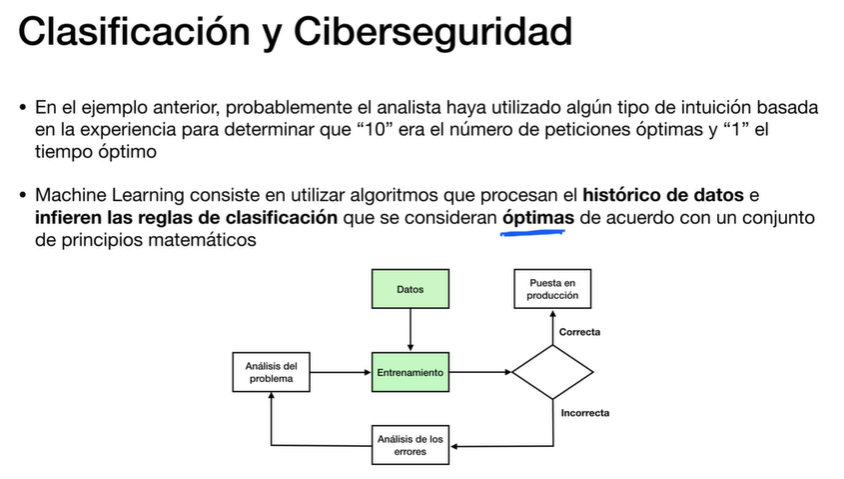 Clasificación y Ciberseguridad
• En el ejemplo anterior, probablemente el analista haya utilizado algún tipo de intuición basada
en la experiencia para determinar que “10” era el número de peticiones óptimas y “1” el
tiempo óptimo
• Machine Learning consiste en utilizar algoritmos que procesan el histórico de datos e
infieren las reglas de clasificación que se consideran óptimas de acuerdo con un conjunto
de principios matemáticos
Datos
Puesta en
producción
Correcta
Análisis del
problema
Entrenamiento
Incorrecta
Análisis de los
errores